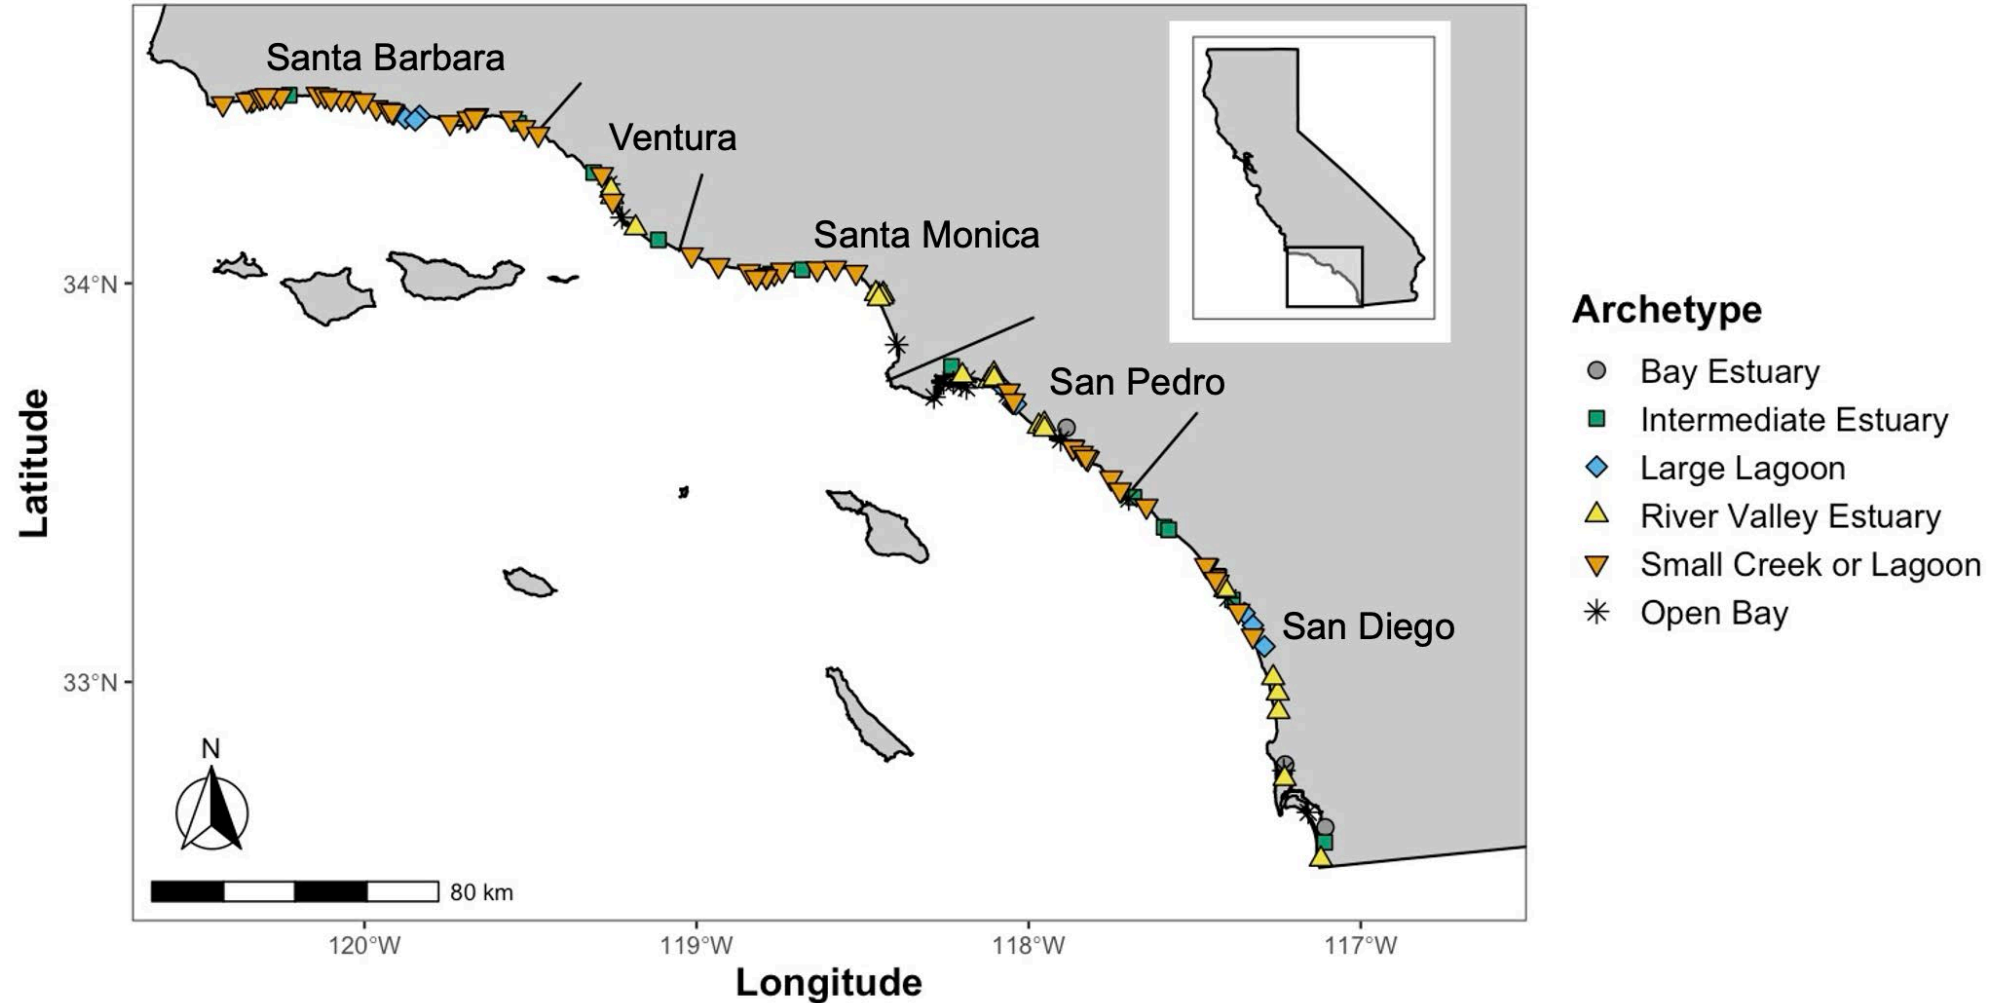 Santa Barbara
Ventura
Santa Monica
San Pedro
San Diego
34°N
33°N
Latitude
N
80 km
120°W
119°W
118°W
117°W
Longitude
Archetype
Bay Estuary
Intermediate Estuary
Large Lagoon
River Valley Estuary
Small Creek or Lagoon
Open Bay